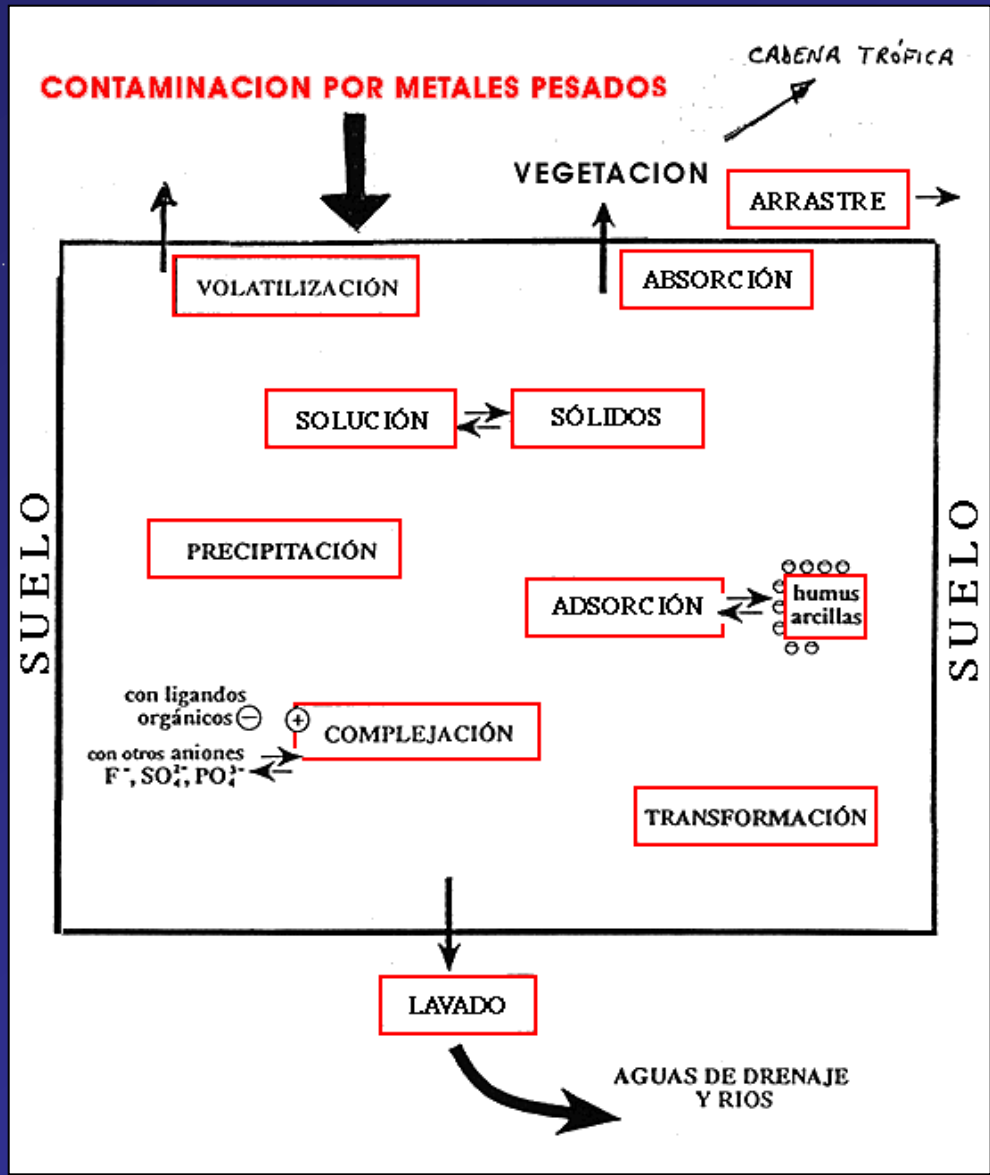 CADENA TRÓFICA
CONTAMINACION POR METALES PESADOS
VEGETACION
ARRASTRE
VOLATILIZACIÓN
ABSORCIÓN
SOLUCIÓN
SÓLIDOS
SUELO
SUELO
PRECIPITACIÓN
ADSORCIÓN
humus
arcillas
con ligandos
orgánicos ⊖
⊕
COMPLEJACIÓN
con otros aniones
F⁻, SO₄²⁻, PO₄³⁻
TRANSFORMACIÓN
LAVADO
AGUAS DE DRENAJE
Y RIOS